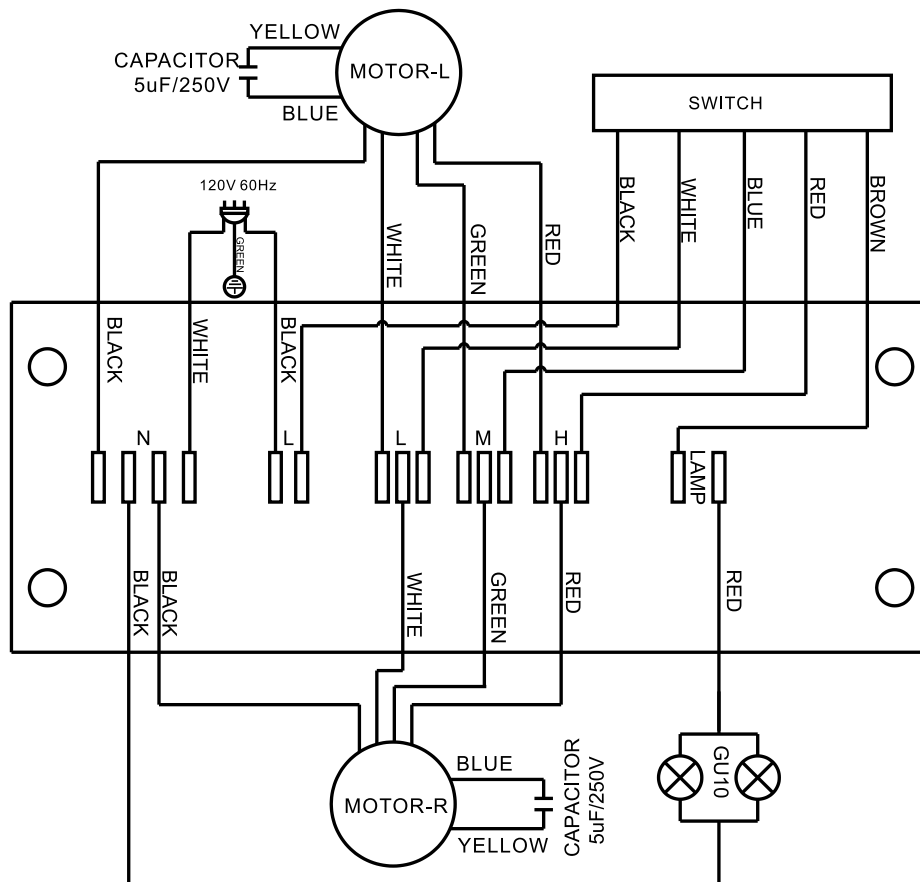 YELLOW
CAPACITOR
5uF/250V
BLUE
MOTOR-L
SWITCH
120V 60Hz
GREEN
WHITE
GREEN
RED
BLACK
WHITE
BLUE
RED
BROWN
BLACK
WHITE
BLACK
N
L
L
M
H
LAMP
BLACK
BLACK
WHITE
GREEN
RED
RED
MOTOR-R
BLUE
YELLOW
CAPACITOR
5uF/250V
GU10